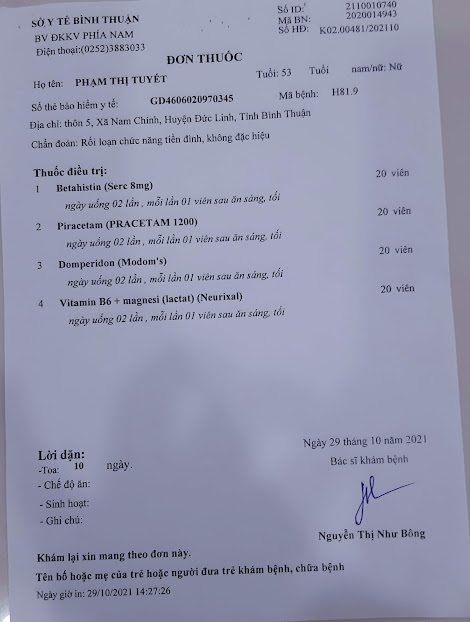 SỞ Y TẾ BÌNH THUẬN
BV ĐKKV PHÍA NAM
Điện thoại:(0252)3883033
Số ID: 2110010740
Mã BN: 2020014943
Số HĐ: K02.00481/202110
ĐƠN THUỐC
Họ tên: PHẠM THỊ TUYẾT Tuổi: 53 Tuổi nam/nữ: Nữ
Số thẻ bảo hiểm y tế: GD4606020970345 Mã bệnh: H81.9
Địa chỉ: thôn 5, Xã Nam Chính, Huyện Đức Linh, Tỉnh Bình Thuận
Chẩn đoán: Rối loạn chức năng tiền đình, không đặc hiệu
Thuốc điều trị:
1 Betahistin (Serc 8mg) 20 viên
ngày uống 02 lần , mỗi lần 01 viên sau ăn sáng, tối
2 Piracetam (PRACETAM 1200) 20 viên
ngày uống 02 lần , mỗi lần 01 viên sau ăn sáng, tối
3 Domperidon (Modom's) 20 viên
ngày uống 02 lần , mỗi lần 01 viên sau ăn sáng, tối
4 Vitamin B6 + magnesi (lactat) (Neurixal) 20 viên
ngày uống 02 lần , mỗi lần 01 viên sau ăn sáng, tối
Lời dặn:
-Toa: 10 ngày.
- Chế độ ăn:
- Sinh hoạt:
- Ghi chú:
Ngày 29 tháng 10 năm 2021
Bác sĩ khám bệnh
Nguyễn Thị Như Bông
Khám lại xin mang theo đơn này.
Tên bố hoặc mẹ của trẻ hoặc người đưa trẻ khám bệnh, chữa bệnh
Ngày giờ in: 29/10/2021 14:27:26